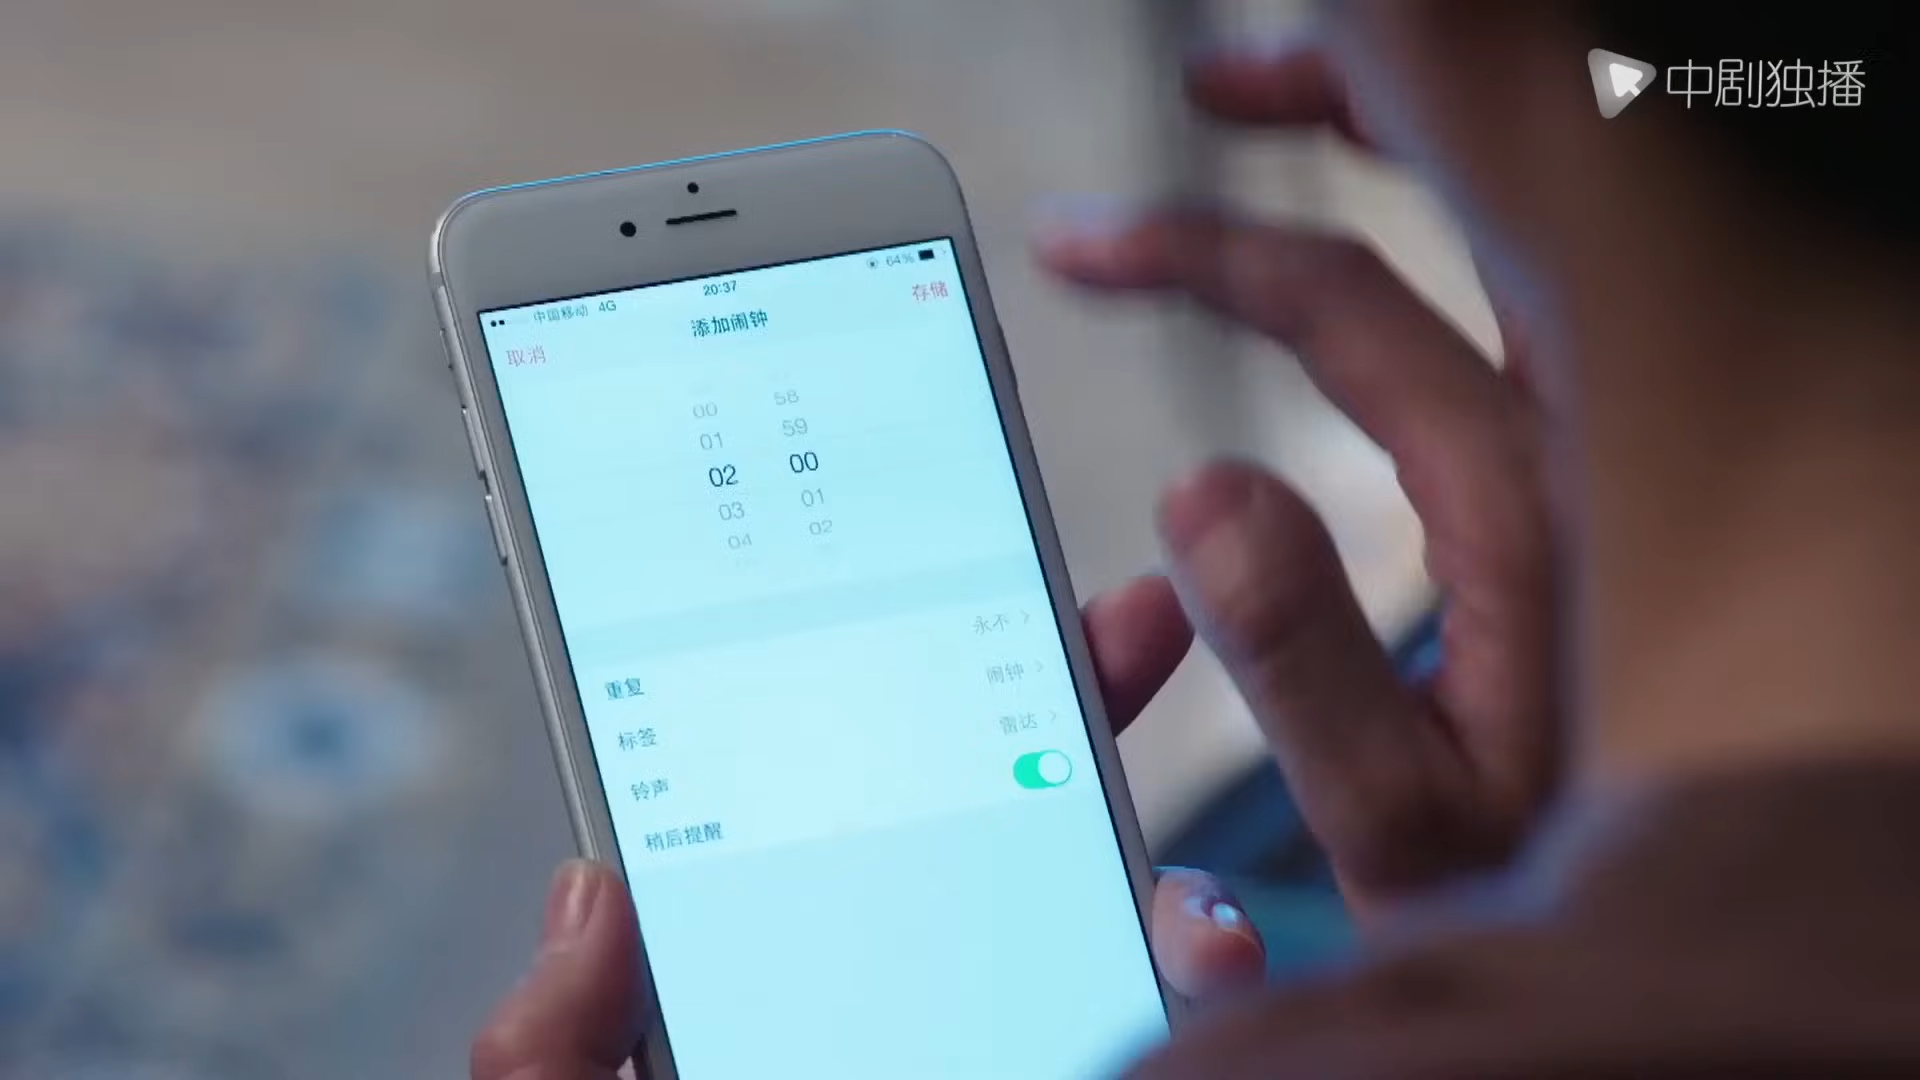 中剧独播
中国移动 4G 20:37 64%
取消 添加闹钟 存储
00 58
01 59
02 00
03 01
04 02
重复 永不
标签 闹钟
铃声 雷达
稍后提醒